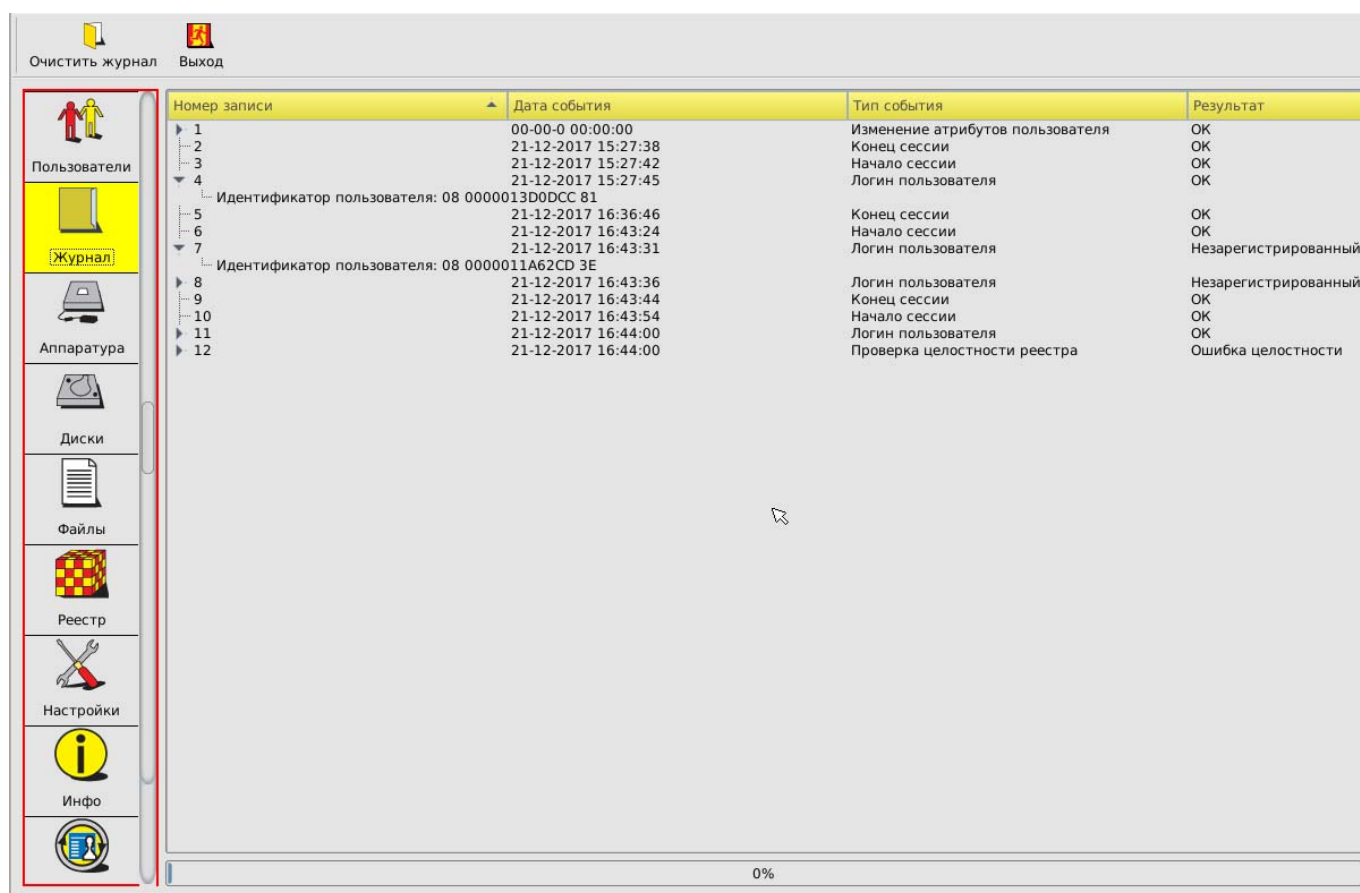 Очистить журнал Выход
Пользователи
Журнал
Аппаратура
Диски
Файлы
Реестр
Настройки
Инфо
Номер записи Дата события Тип события Результат
1 00-00-0 00:00:00 Изменение атрибутов пользователя OK
2 21-12-2017 15:27:38 Конец сессии OK
3 21-12-2017 15:27:42 Начало сессии OK
4 21-12-2017 15:27:45 Логин пользователя OK
Идентификатор пользователя: 08 0000013D0DCC 81
5 21-12-2017 16:36:46 Конец сессии OK
6 21-12-2017 16:43:24 Начало сессии OK
7 21-12-2017 16:43:31 Логин пользователя Незарегистрированный
Идентификатор пользователя: 08 0000011A62CD 3E
8 21-12-2017 16:43:36 Логин пользователя Незарегистрированный
9 21-12-2017 16:43:44 Конец сессии OK
10 21-12-2017 16:43:54 Начало сессии OK
11 21-12-2017 16:44:00 Логин пользователя OK
12 21-12-2017 16:44:00 Проверка целостности реестра Ошибка целостности
0%